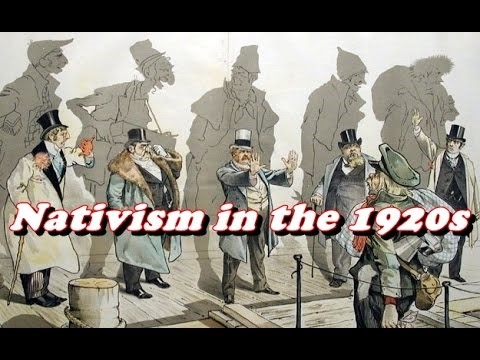 Nativism in the 1920s